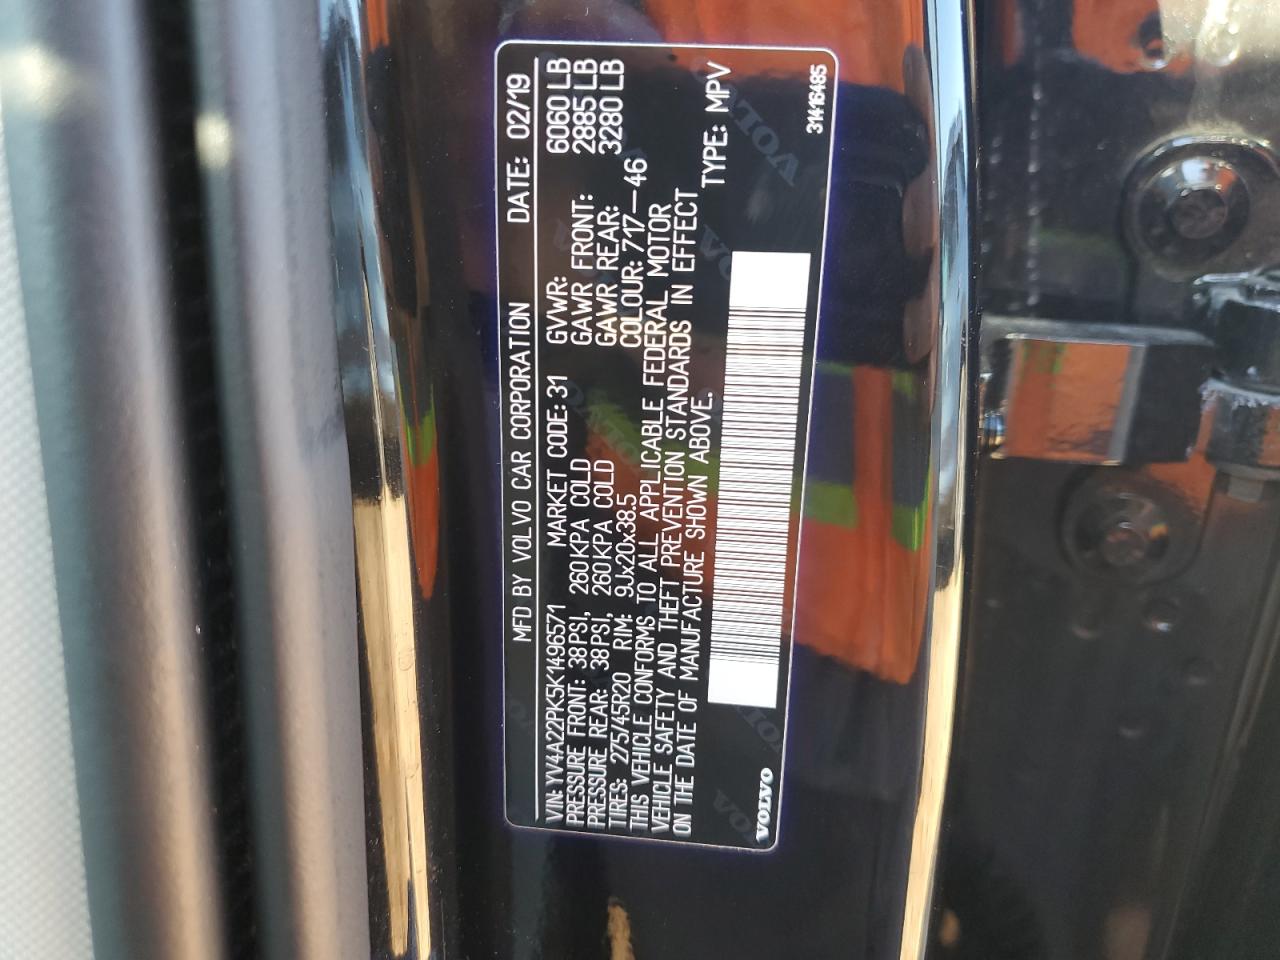 MFD BY VOLVO CAR CORPORATION DATE: 02/19
VIN: YV4A22PK5K1496571 MARKET CODE: 31 GVWR: 6060 LB
PRESSURE FRONT: 38PSI, 260KPA COLD GAWR FRONT: 2885 LB
PRESSURE REAR: 38PSI, 260KPA COLD GAWR REAR: 3280 LB
TIRES: 275/45R20 RIM: 9Jx20x38.5 COLOUR: 717-46
THIS VEHICLE CONFORMS TO ALL APPLICABLE FEDERAL MOTOR
VEHICLE SAFETY AND THEFT PREVENTION STANDARDS IN EFFECT
ON THE DATE OF MANUFACTURE SHOWN ABOVE. TYPE: MPV
VOLVO 31416485